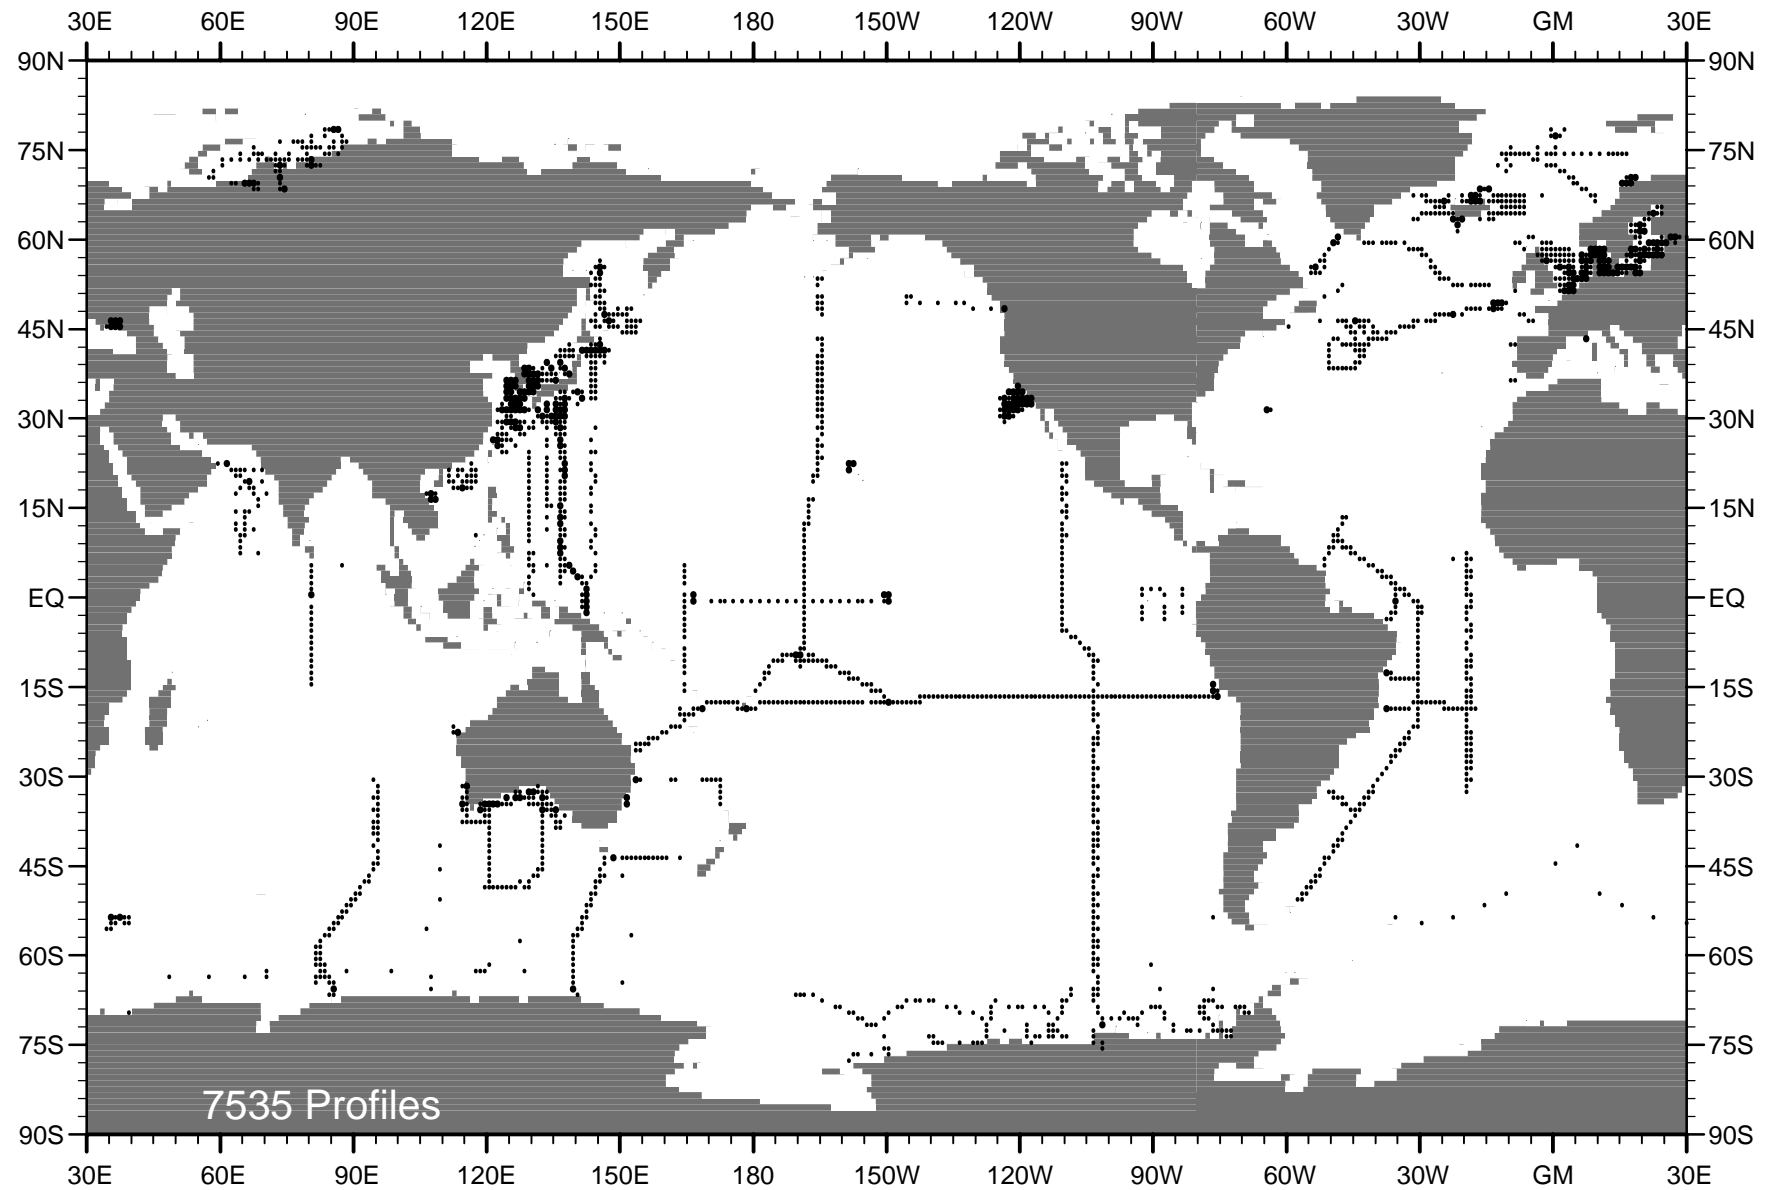 30E 60E 90E 120E 150E 180 150W 120W 90W 60W 30W GM 30E
90N 90N
75N 75N
60N 60N
45N 45N
30N 30N
15N 15N
EQ EQ
15S 15S
30S 30S
45S 45S
60S 60S
75S 75S
7535 Profiles
90S 90S
30E 60E 90E 120E 150E 180 150W 120W 90W 60W 30W GM 30E